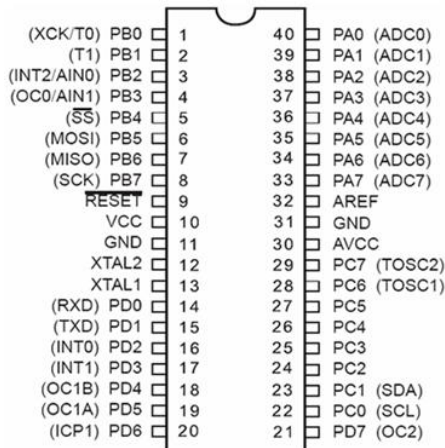 (XCK/T0) PB0 1 40 PA0 (ADC0)
(T1) PB1 2 39 PA1 (ADC1)
(INT2/AIN0) PB2 3 38 PA2 (ADC2)
(OC0/AIN1) PB3 4 37 PA3 (ADC3)
(SS) PB4 5 36 PA4 (ADC4)
(MOSI) PB5 6 35 PA5 (ADC5)
(MISO) PB6 7 34 PA6 (ADC6)
(SCK) PB7 8 33 PA7 (ADC7)
RESET 9 32 AREF
VCC 10 31 GND
GND 11 30 AVCC
XTAL2 12 29 PC7 (TOSC2)
XTAL1 13 28 PC6 (TOSC1)
(RXD) PD0 14 27 PC5
(TXD) PD1 15 26 PC4
(INT0) PD2 16 25 PC3
(INT1) PD3 17 24 PC2
(OC1B) PD4 18 23 PC1 (SDA)
(OC1A) PD5 19 22 PC0 (SCL)
(ICP1) PD6 20 21 PD7 (OC2)